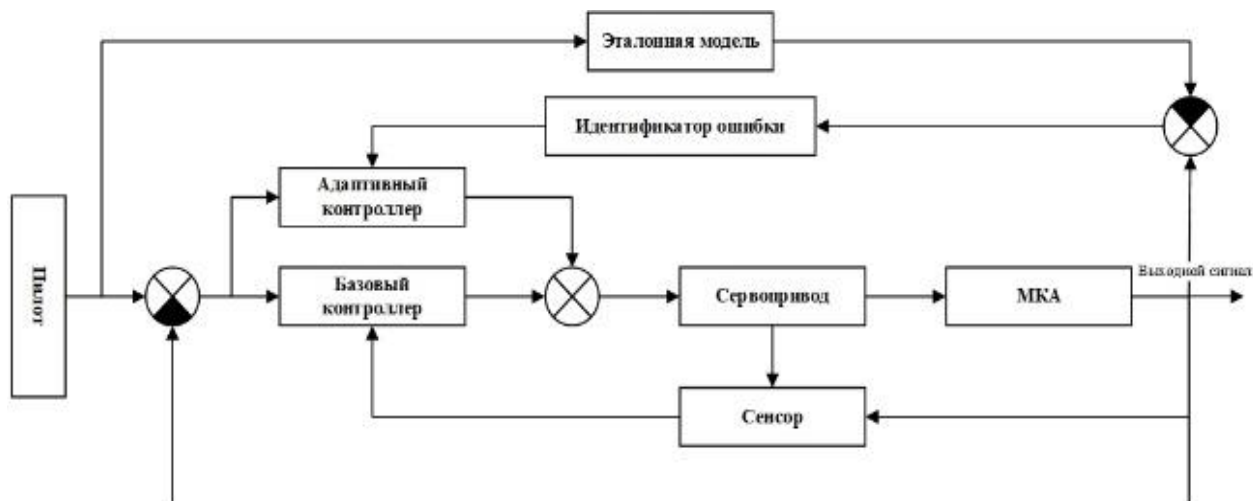 Эталонная модель
Идентификатор ошибки
Адаптивный
контроллер
Пилот
Базовый
контроллер
Сервопривод
МКА
Выходной сигнал
Сенсор